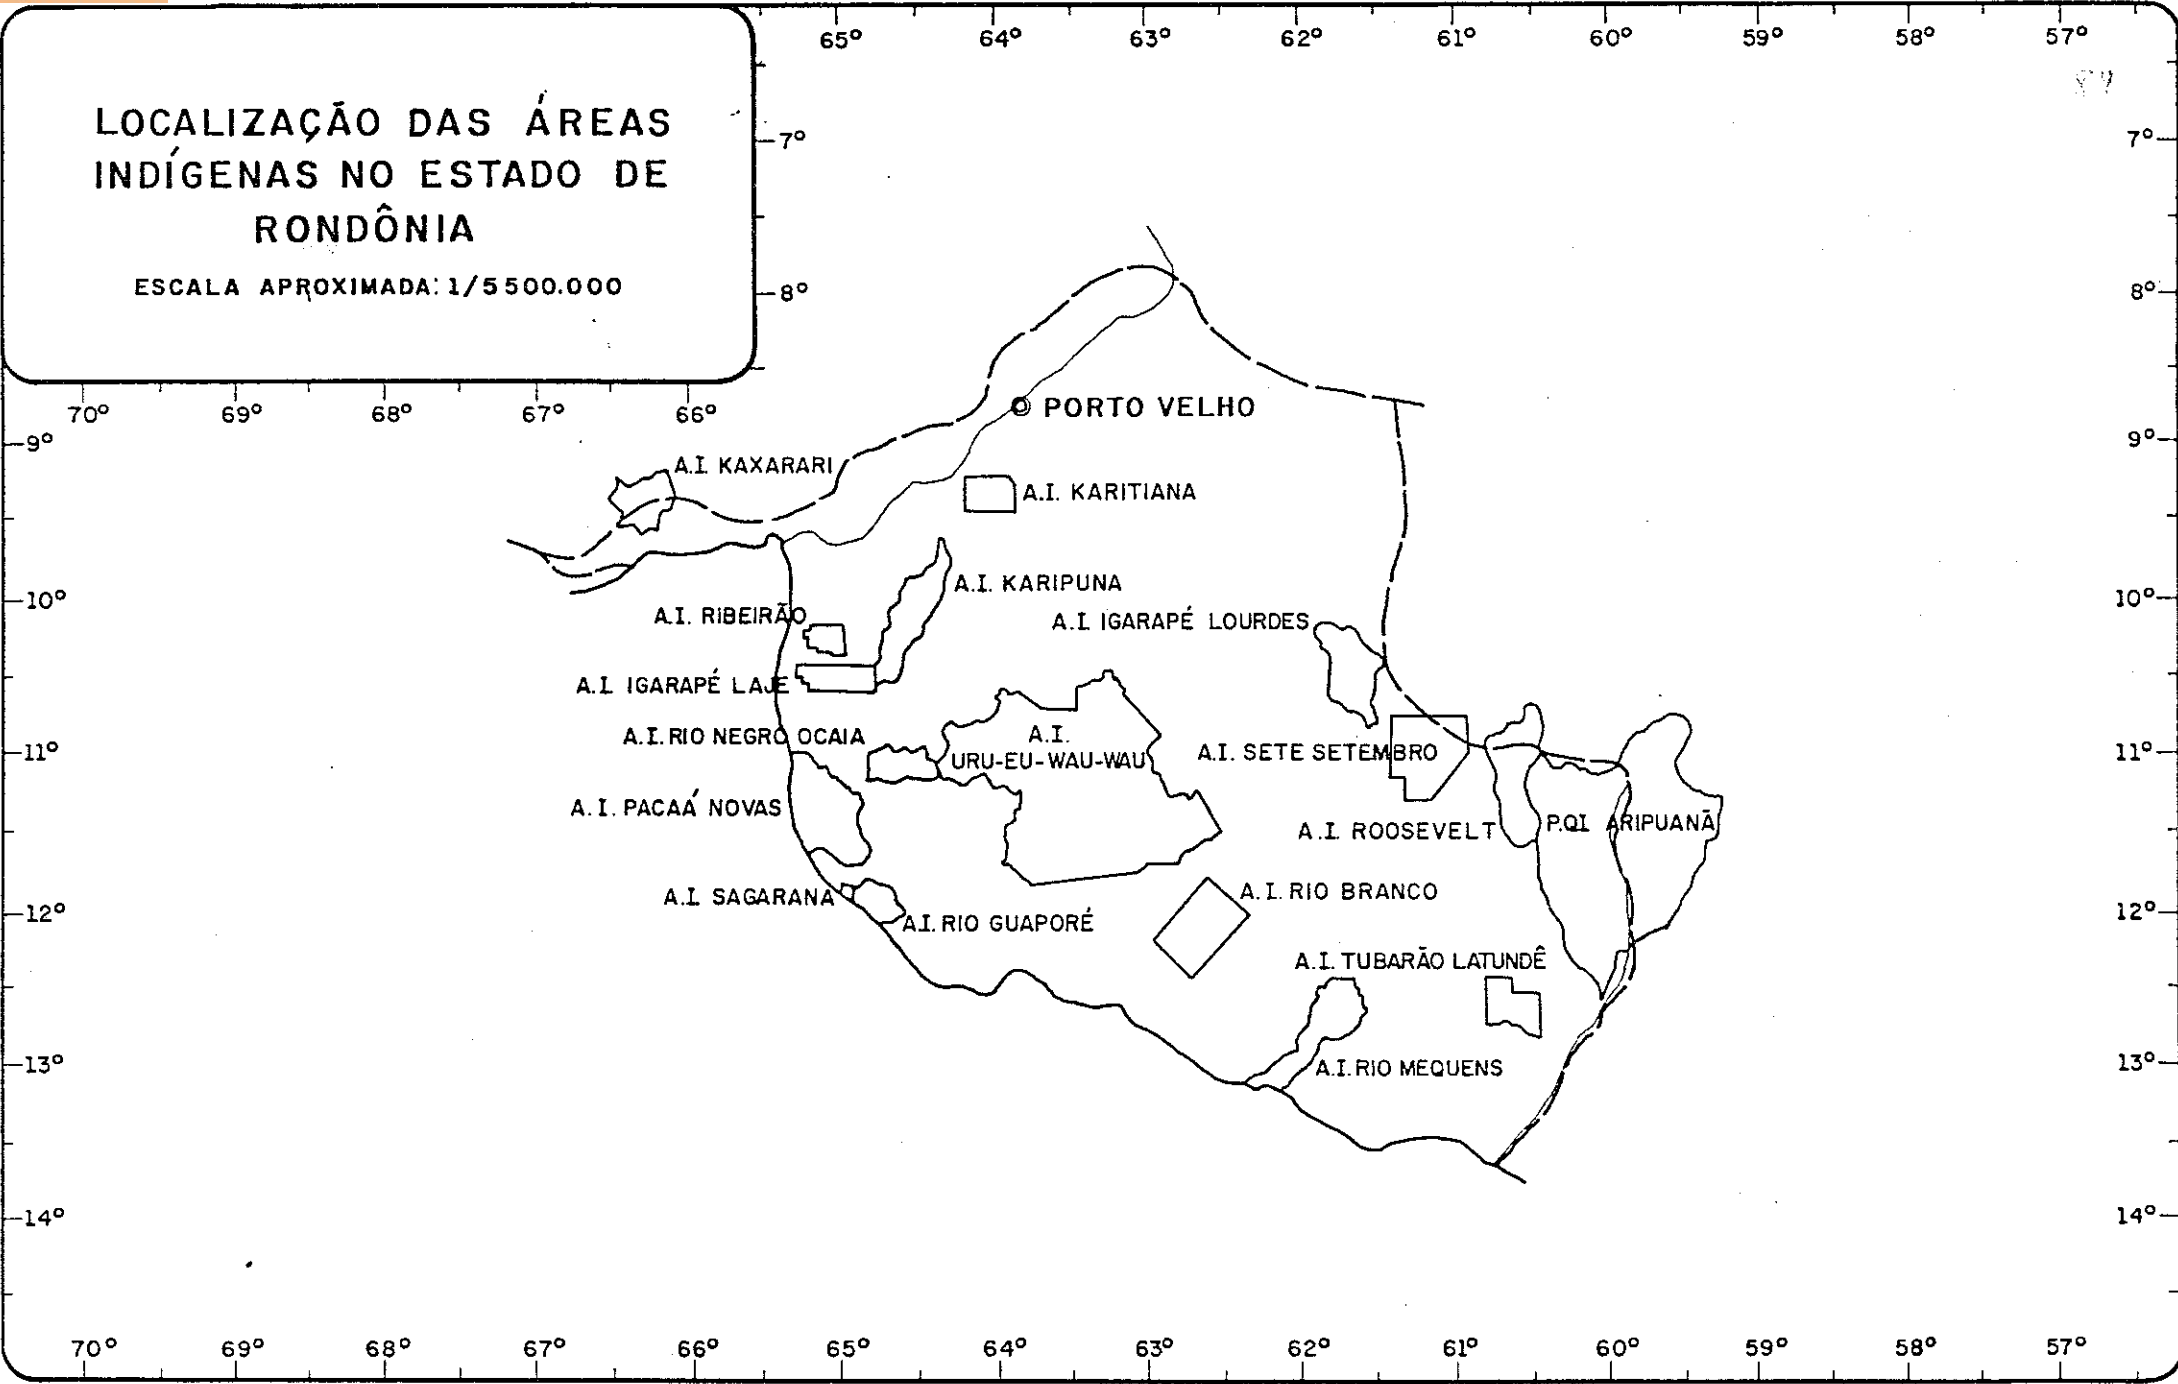 65° 64° 63° 62° 61° 60° 59° 58° 57°
LOCALIZAÇÃO DAS ÁREAS
INDÍGENAS NO ESTADO DE
RONDÔNIA
ESCALA APROXIMADA: 1/5500.000
7° 7°
8° 8°
70° 69° 68° 67° 66°
PORTO VELHO
9° 9°
A.I. KAXARARI
A.I. KARITIANA
A.I. KARIPUNA
10° 10°
A.I. RIBEIRÃO
A.I. IGARAPÉ LOURDES
A.I. IGARAPÉ LAJE
A.I. RIO NEGRO OCAIA
A.I.
URU-EU-WAU-WAU
A.I. SETE SETEMBRO
11° 11°
A.I. PACAÁ NOVAS
A.I. ROOSEVELT
P.QI ARIPUANÃ
A.I. SAGARANA
A.I. RIO BRANCO
12° 12°
A.I. RIO GUAPORÉ
A.I. TUBARÃO LATUNDÊ
13° 13°
A.I. RIO MEQUENS
14° 14°
70° 69° 68° 67° 66° 65° 64° 63° 62° 61° 60° 59° 58° 57°